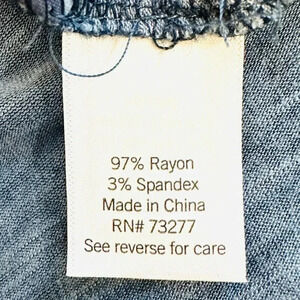 97% Rayon
3% Spandex
Made in China
RN# 73277
See reverse for care